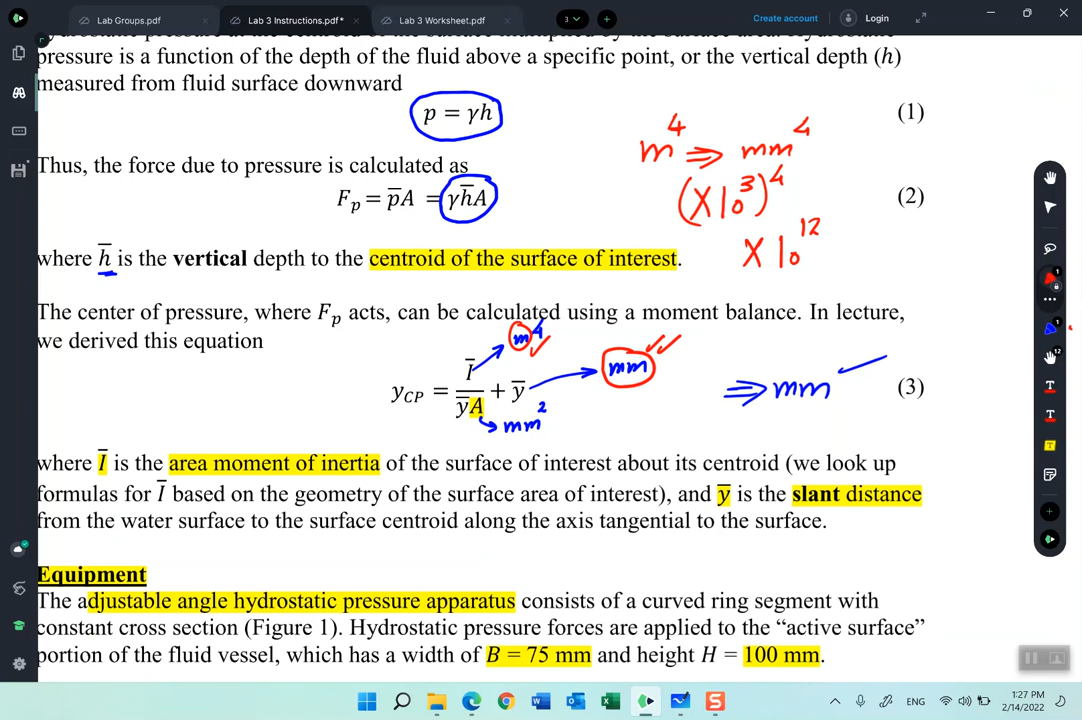 Lab Groups.pdf × Lab 3 Instructions.pdf* × Lab 3 Worksheet.pdf × 3 Create account Login
pressure is a function of the depth of the fluid above a specific point, or the vertical depth (h)
measured from fluid surface downward
p = γh (1)
m⁴ ⇒ mm⁴
Thus, the force due to pressure is calculated as
(×10³)⁴
F_p = p̅A = γh̅A (2)
×10¹²
where h̅ is the vertical depth to the centroid of the surface of interest.
The center of pressure, where F_p acts, can be calculated using a moment balance. In lecture,
we derived this equation
m⁴
mm
y_CP = I̅/(y̅A) + y̅ ⇒ mm (3)
mm²
where I̅ is the area moment of inertia of the surface of interest about its centroid (we look up
formulas for I̅ based on the geometry of the surface area of interest), and y̅ is the slant distance
from the water surface to the surface centroid along the axis tangential to the surface.
Equipment
The adjustable angle hydrostatic pressure apparatus consists of a curved ring segment with
constant cross section (Figure 1). Hydrostatic pressure forces are applied to the “active surface”
portion of the fluid vessel, which has a width of B = 75 mm and height H = 100 mm.
ENG 1:27 PM
2/14/2022